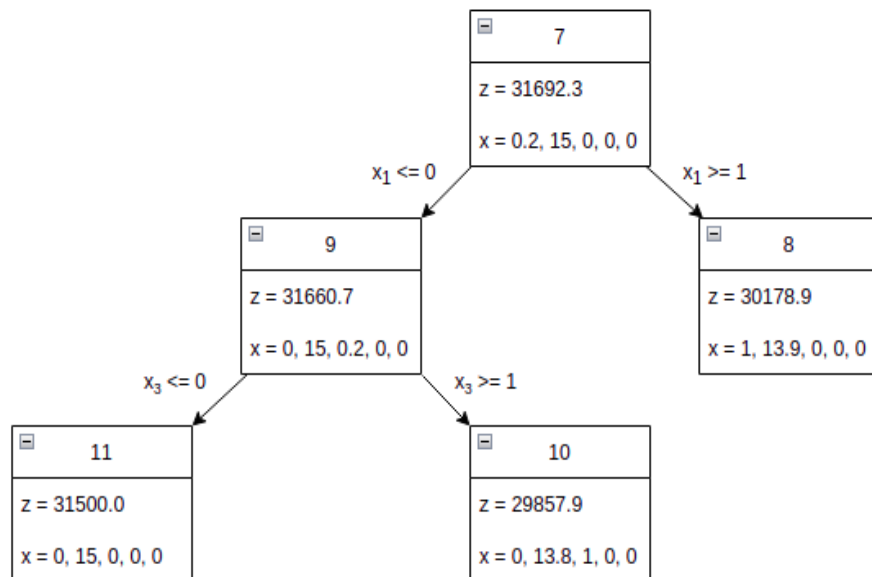 7
z = 31692.3
x = 0.2, 15, 0, 0, 0
x1 <= 0
x1 >= 1
9
z = 31660.7
x = 0, 15, 0.2, 0, 0
8
z = 30178.9
x = 1, 13.9, 0, 0, 0
x3 <= 0
x3 >= 1
11
z = 31500.0
x = 0, 15, 0, 0, 0
10
z = 29857.9
x = 0, 13.8, 1, 0, 0